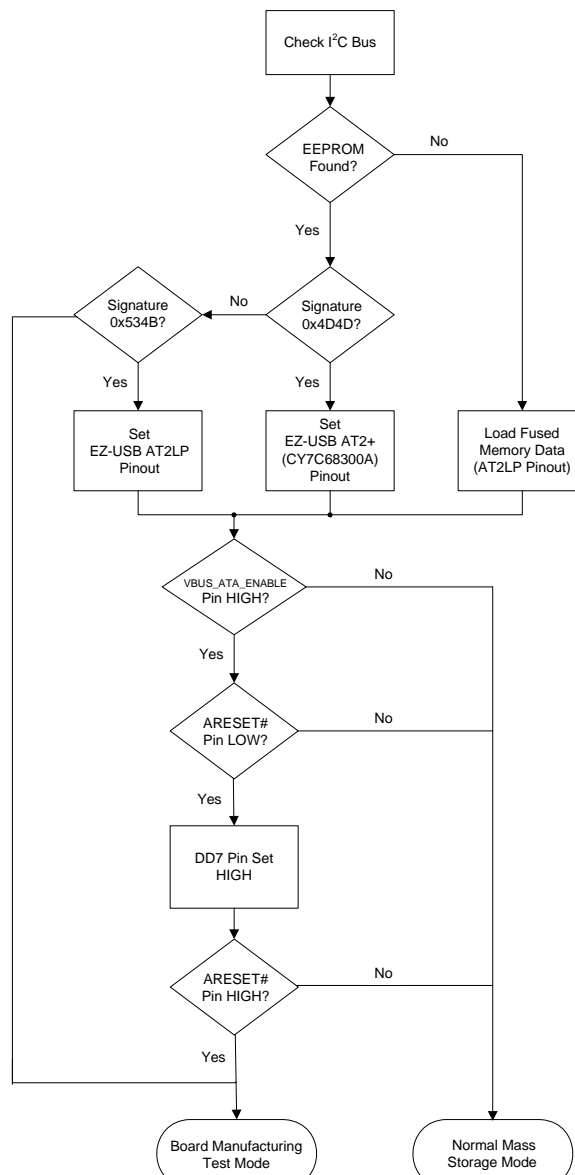 Check I²C Bus
EEPROM
Found?
No
Yes
Signature
0x534B?
No
Signature
0x4D4D?
Yes
Yes
Set
EZ-USB AT2LP
Pinout
Set
EZ-USB AT2+
(CY7C68300A)
Pinout
Load Fused
Memory Data
(AT2LP Pinout)
VBUS_ATA_ENABLE
Pin HIGH?
No
Yes
ARESET#
Pin LOW?
No
Yes
DD7 Pin Set
HIGH
ARESET#
Pin HIGH?
No
Yes
Board Manufacturing
Test Mode
Normal Mass
Storage Mode